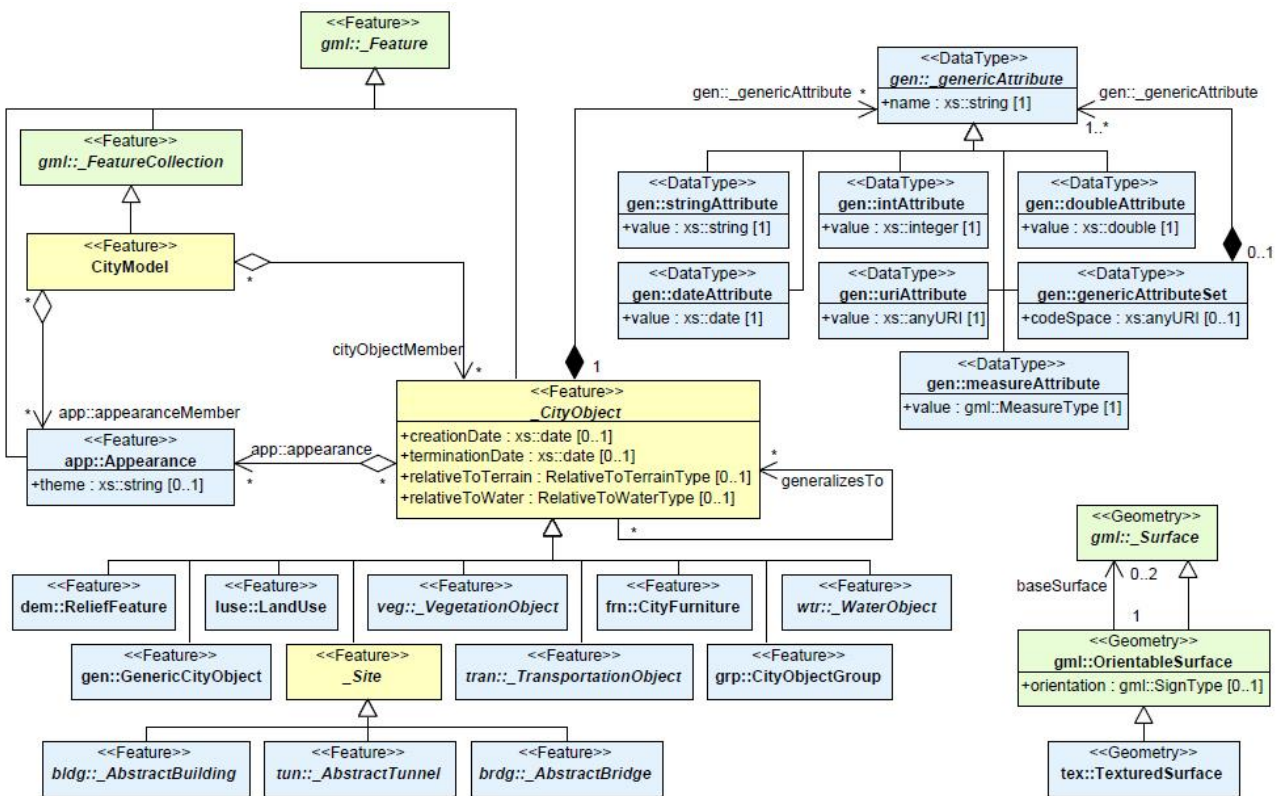 <<Feature>>
gml::_Feature
<<Feature>>
gml::_FeatureCollection
<<Feature>>
CityModel
*
*
cityObjectMember
*
*
app::appearanceMember
<<Feature>>
app::Appearance
+theme : xs::string [0..1]
app::appearance
*
*
<<Feature>>
_CityObject
+creationDate : xs::date [0..1]
+terminationDate : xs::date [0..1]
+relativeToTerrain : RelativeToTerrainType [0..1]
+relativeToWater : RelativeToWaterType [0..1]
1
*
generalizesTo
*
gen::_genericAttribute
*
<<DataType>>
gen::_genericAttribute
+name : xs::string [1]
gen::_genericAttribute
1..*
<<DataType>>
gen::stringAttribute
+value : xs::string [1]
<<DataType>>
gen::intAttribute
+value : xs::integer [1]
<<DataType>>
gen::doubleAttribute
+value : xs::double [1]
0..1
<<DataType>>
gen::dateAttribute
+value : xs::date [1]
<<DataType>>
gen::uriAttribute
+value : xs::anyURI [1]
<<DataType>>
gen::genericAttributeSet
+codeSpace : xs:anyURI [0..1]
<<DataType>>
gen::measureAttribute
+value : gml::MeasureType [1]
<<Feature>>
dem::ReliefFeature
<<Feature>>
luse::LandUse
<<Feature>>
veg::_VegetationObject
<<Feature>>
frn::CityFurniture
<<Feature>>
wtr::_WaterObject
<<Feature>>
gen::GenericCityObject
<<Feature>>
_Site
<<Feature>>
tran::_TransportationObject
<<Feature>>
grp::CityObjectGroup
<<Feature>>
bldg::_AbstractBuilding
<<Feature>>
tun::_AbstractTunnel
<<Feature>>
brdg::_AbstractBridge
<<Geometry>>
gml::_Surface
baseSurface
0..2
1
<<Geometry>>
gml::OrientableSurface
+orientation : gml::SignType [0..1]
<<Geometry>>
tex::TexturedSurface